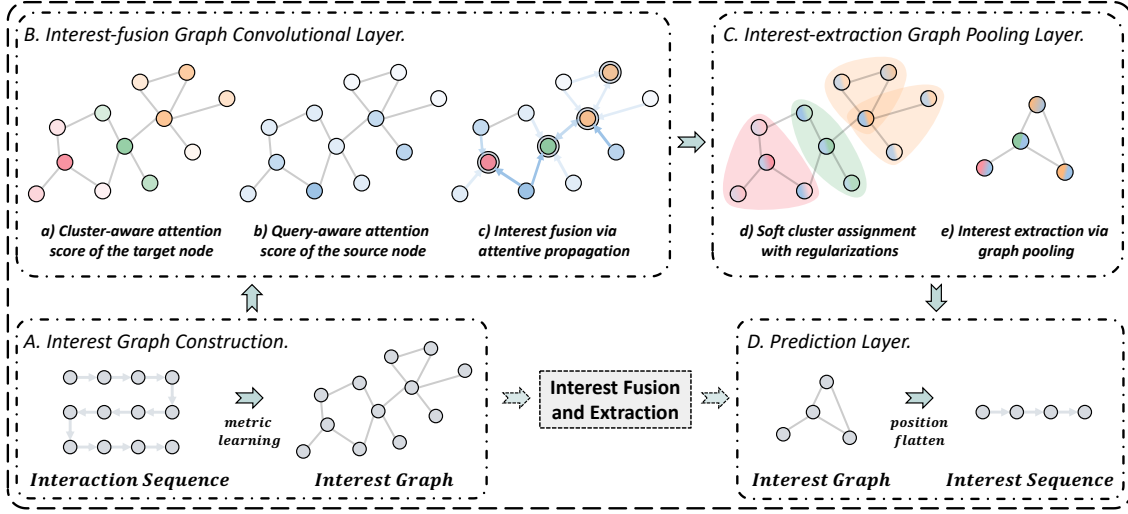 B. Interest-fusion Graph Convolutional Layer.
a) Cluster-aware attention
score of the target node
b) Query-aware attention
score of the source node
c) Interest fusion via
attentive propagation
C. Interest-extraction Graph Pooling Layer.
d) Soft cluster assignment
with regularizations
e) Interest extraction via
graph pooling
A. Interest Graph Construction.
metric
learning
Interaction Sequence
Interest Graph
Interest Fusion
and Extraction
D. Prediction Layer.
position
flatten
Interest Graph
Interest Sequence